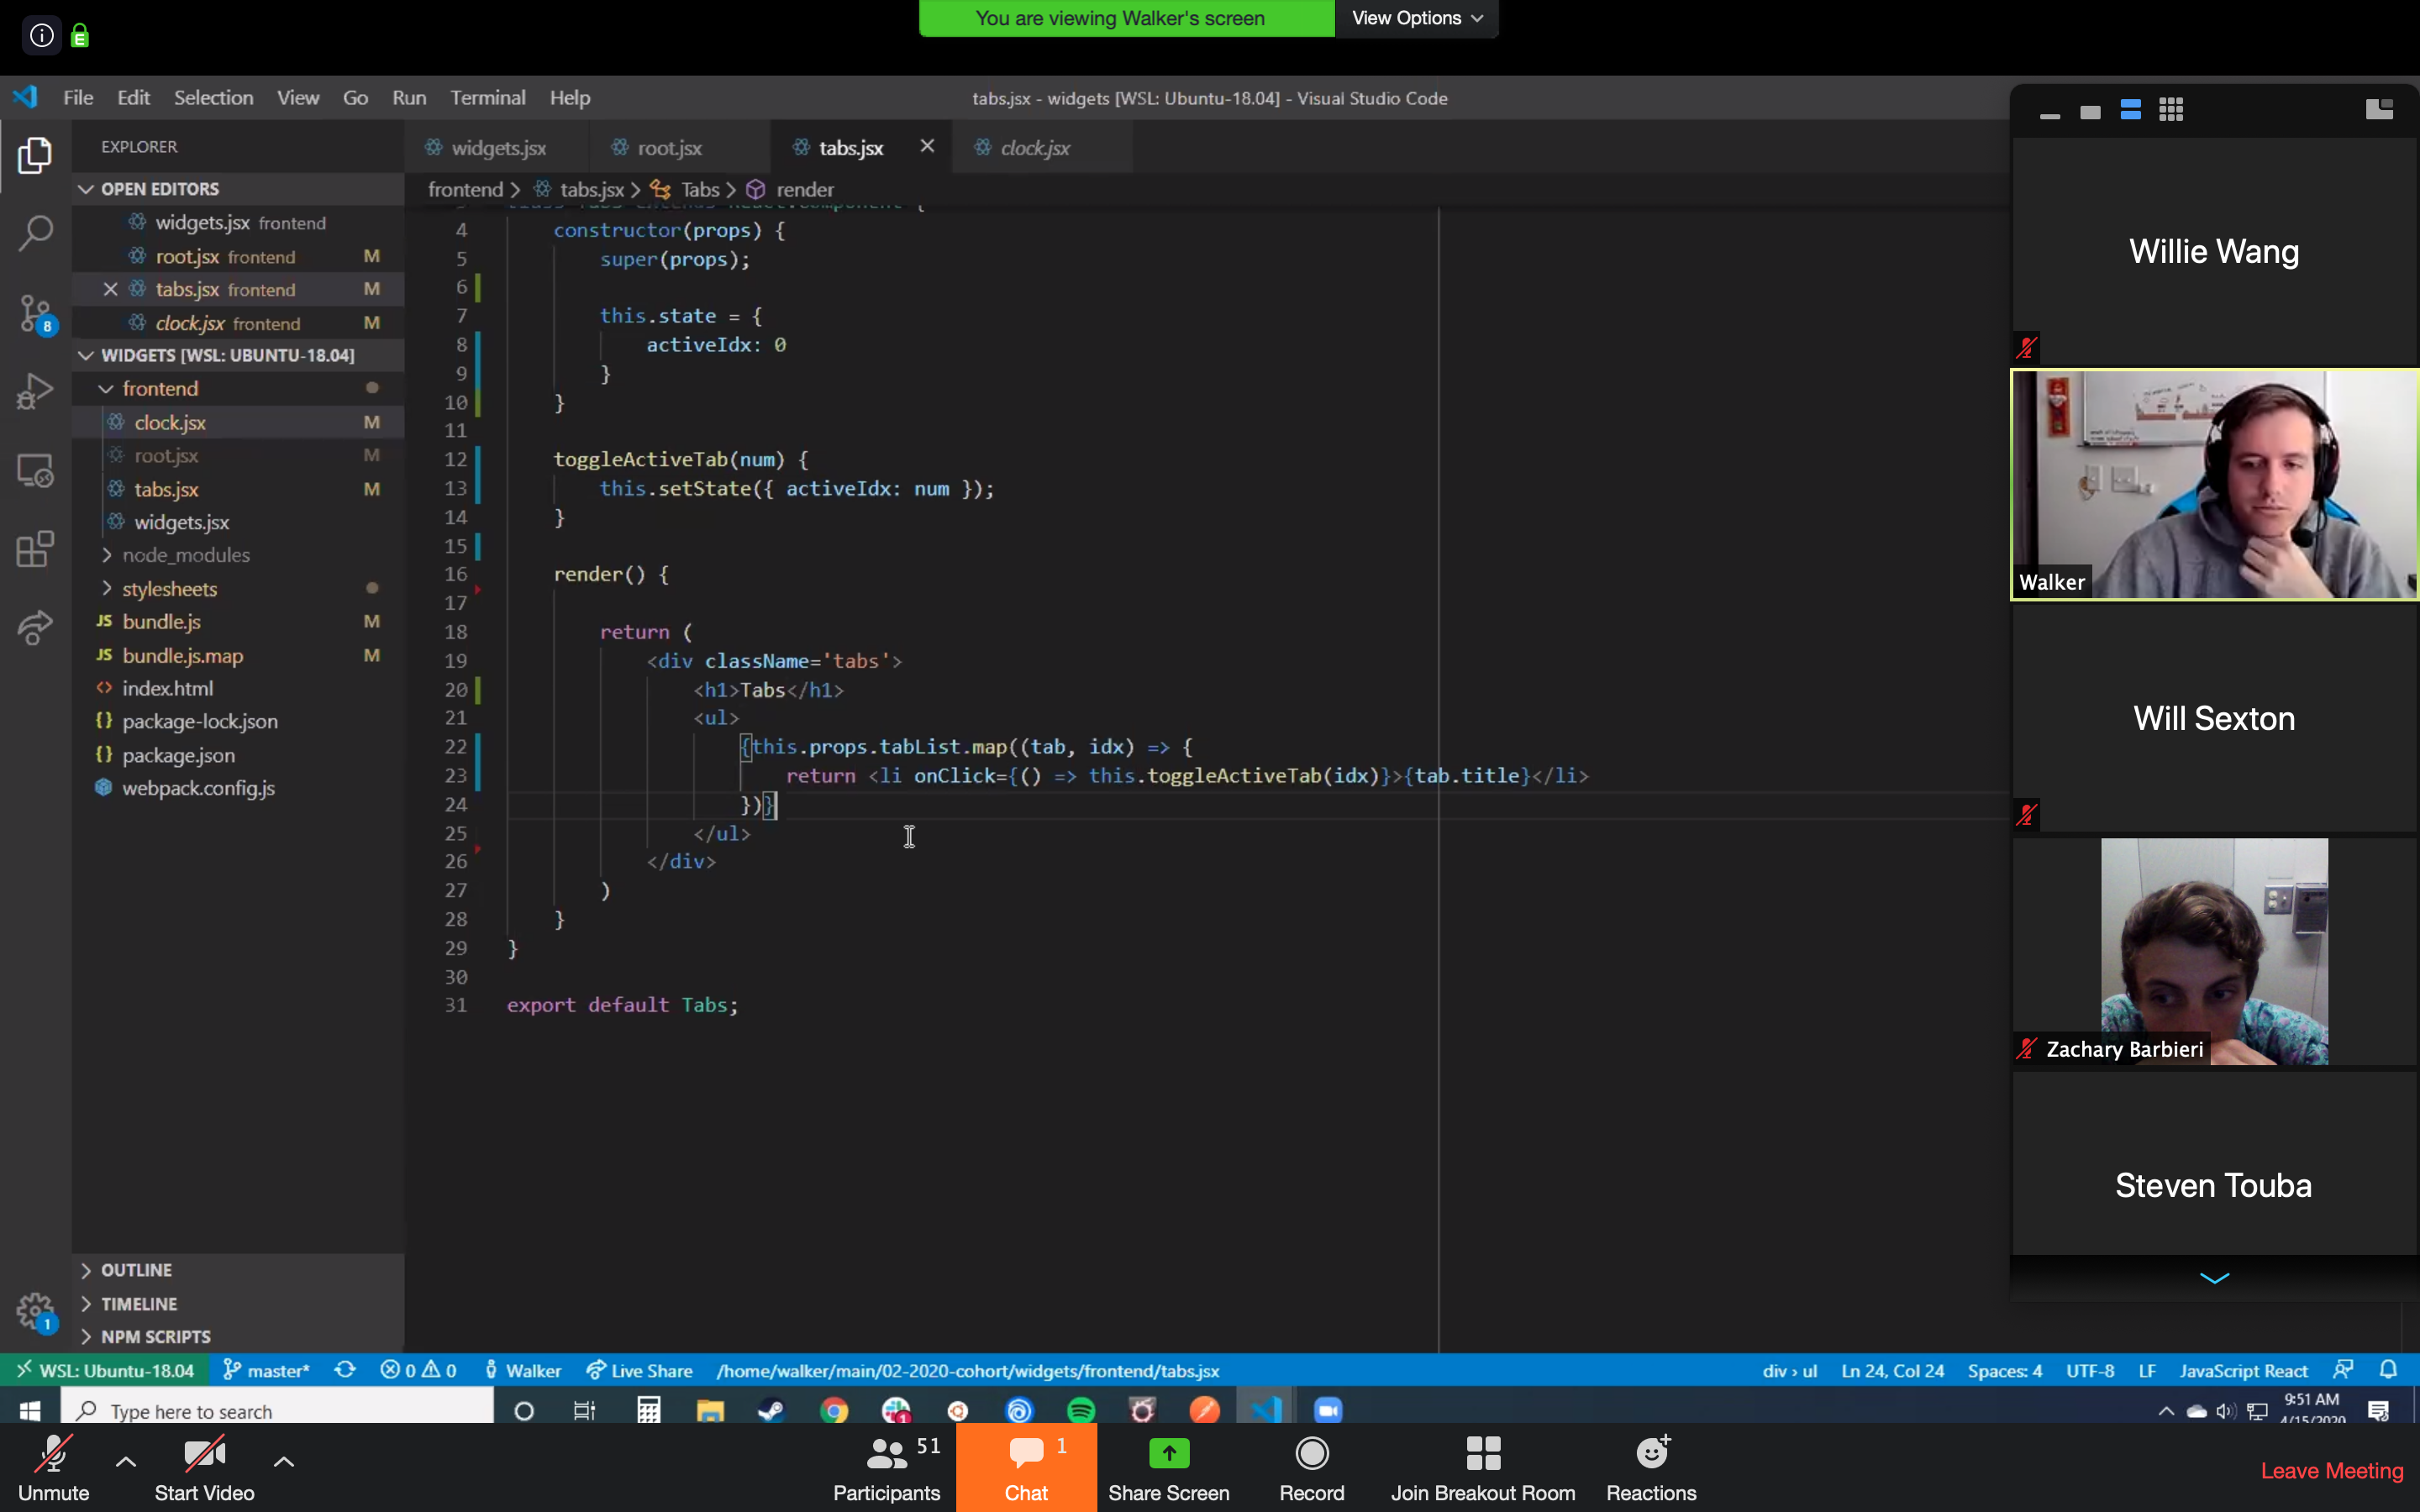 You are viewing Walker's screen
View Options
File Edit Selection View Go Run Terminal Help
tabs.jsx - widgets [WSL: Ubuntu-18.04] - Visual Studio Code
EXPLORER
OPEN EDITORS
widgets.jsx frontend
root.jsx frontend M
tabs.jsx frontend M
clock.jsx frontend M
WIDGETS [WSL: UBUNTU-18.04]
frontend
clock.jsx M
root.jsx M
tabs.jsx M
widgets.jsx
node_modules
stylesheets
JS bundle.js M
JS bundle.js.map M
<> index.html
{} package-lock.json
{} package.json
webpack.config.js
OUTLINE
TIMELINE
NPM SCRIPTS
8
1
widgets.jsx
root.jsx
tabs.jsx
clock.jsx
frontend > tabs.jsx > Tabs > render
3 class Tabs extends React.Component {
4 constructor(props) {
5 super(props);
6
7 this.state = {
8 activeIdx: 0
9 }
10 }
11
12 toggleActiveTab(num) {
13 this.setState({ activeIdx: num });
14 }
15
16 render() {
17
18 return (
19 <div className='tabs'>
20 <h1>Tabs</h1>
21 <ul>
22 {this.props.tabList.map((tab, idx) => {
23 return <li onClick={() => this.toggleActiveTab(idx)}>{tab.title}</li>
24 })}
25 </ul>
26 </div>
27 )
28 }
29 }
30
31 export default Tabs;
Willie Wang
Walker
Will Sexton
Zachary Barbieri
Steven Touba
WSL: Ubuntu-18.04 master* 0 0 Walker Live Share /home/walker/main/02-2020-cohort/widgets/frontend/tabs.jsx
div › ul Ln 24, Col 24 Spaces: 4 UTF-8 LF JavaScript React
Type here to search
1
9:51 AM
4/15/2020
Unmute
Start Video
Participants 51
Chat 1
Share Screen
Record
Join Breakout Room
Reactions
Leave Meeting